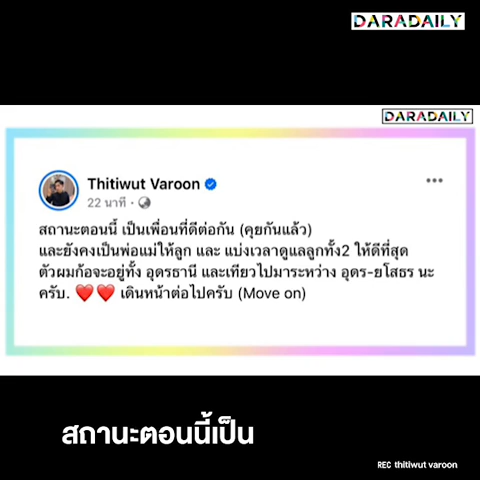 DARADAILY
DARADAILY
Thitiwut Varoon
22 นาที ·
สถานะตอนนี้ เป็นเพื่อนที่ดีต่อกัน (คุยกันแล้ว)
และยังคงเป็นพ่อแม่ให้ลูก และ แบ่งเวลาดูแลลูกทั้ง2 ให้ดีที่สุด
ตัวผมก้อจะอยู่ทั้ง อุดรธานี และเทียวไปมาระหว่าง อุดร-ยโสธร นะ
ครับ. ❤️❤️ เดินหน้าต่อไปครับ (Move on)
สถานะตอนนี้เป็น
REC thitiwut varoon